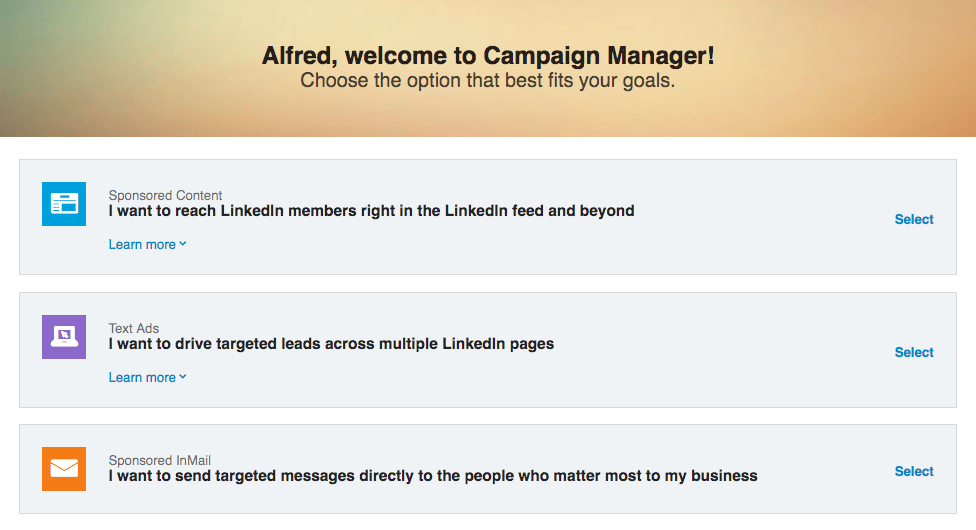 Alfred, welcome to Campaign Manager!
Choose the option that best fits your goals.
Sponsored Content
I want to reach LinkedIn members right in the LinkedIn feed and beyond
Learn more
Select
Text Ads
I want to drive targeted leads across multiple LinkedIn pages
Learn more
Select
Sponsored InMail
I want to send targeted messages directly to the people who matter most to my business
Select